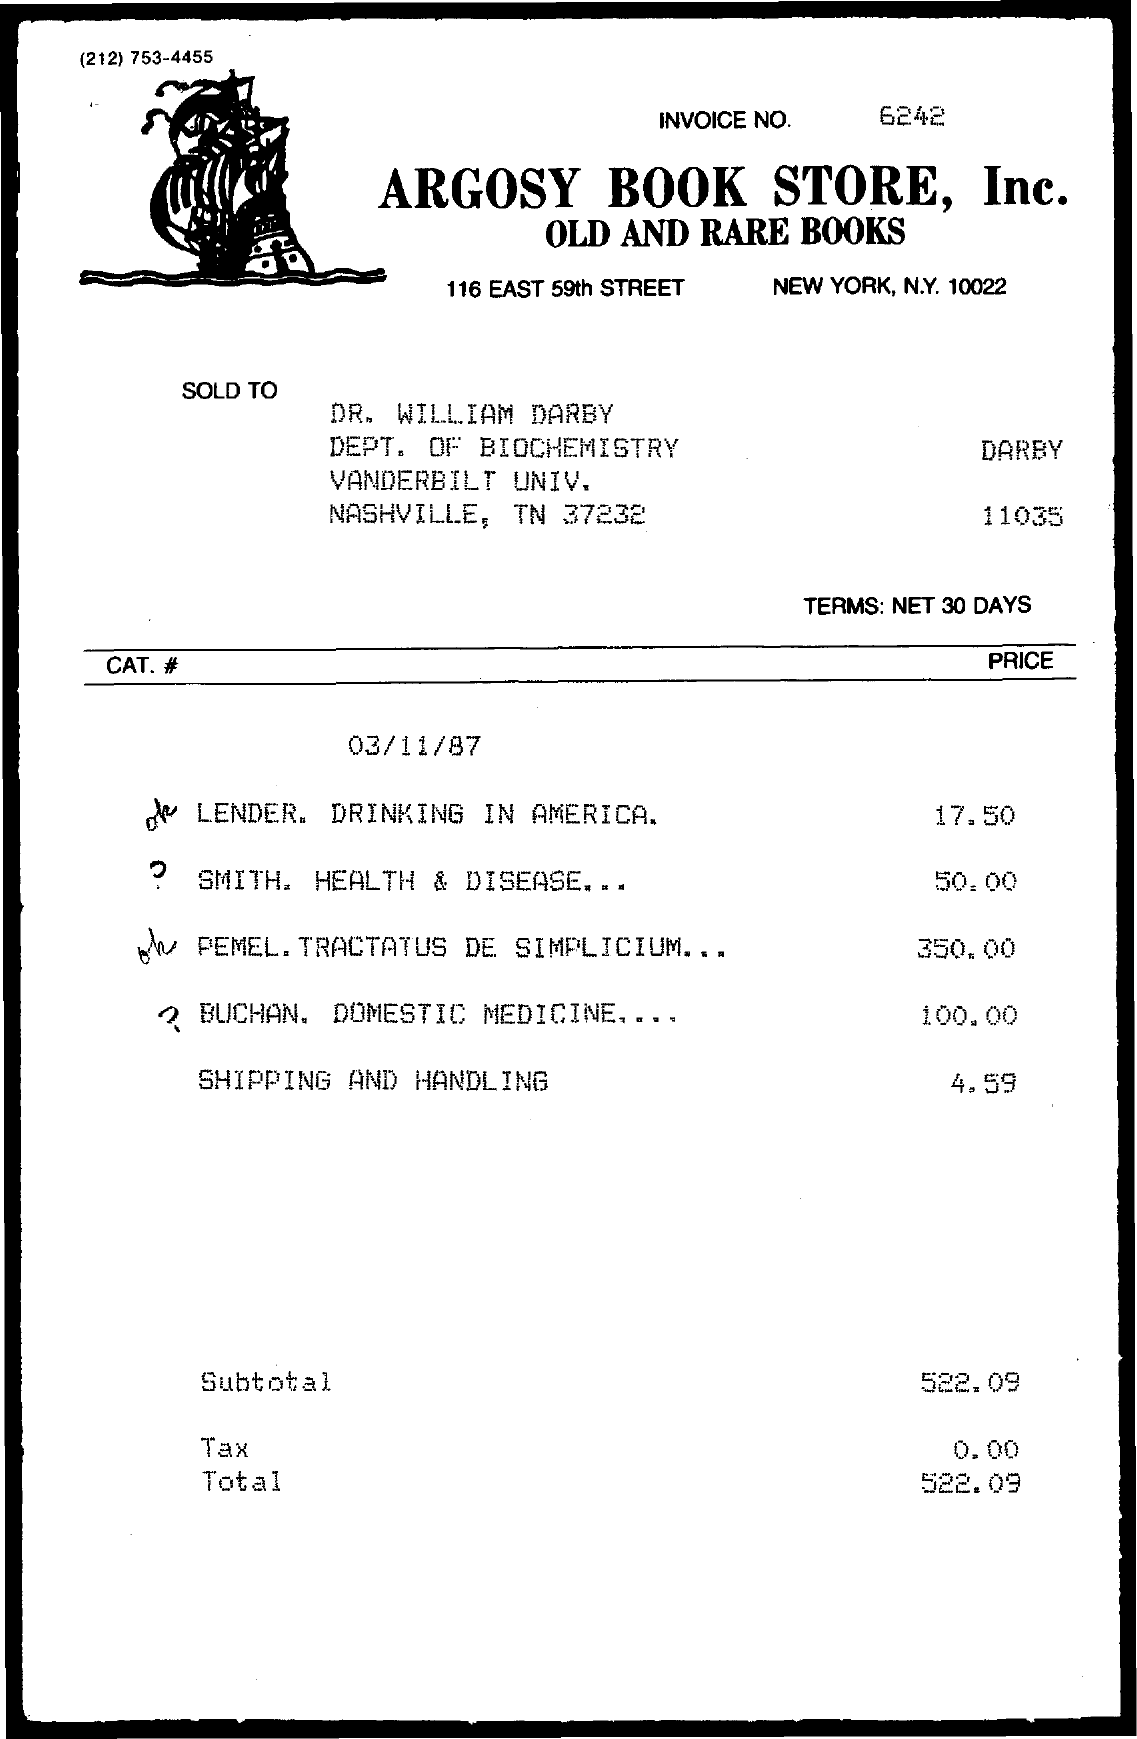 (212) 753-4455
INVOICE NO. 6242
ARGOSY BOOK STORE, Inc.
OLD AND RARE BOOKS
116 EAST 59th STREET NEW YORK, N.Y. 10022
SOLD TO
DR. WILLIAM DARBY
DEPT. OF BIOCHEMISTRY DARBY
VANDERBILT UNIV.
NASHVILLE, TN 37232 11035
TERMS: NET 30 DAYS
CAT. # PRICE
03/11/87
LENDER. DRINKING IN AMERICA. 17.50
? SMITH. HEALTH & DISEASE... 50.00
PEMEL.TRACTATUS DE SIMPLICIUM... 350.00
? BUCHAN. DOMESTIC MEDICINE.... 100.00
SHIPPING AND HANDLING 4.59
Subtotal 522.09
Tax 0.00
Total 522.09